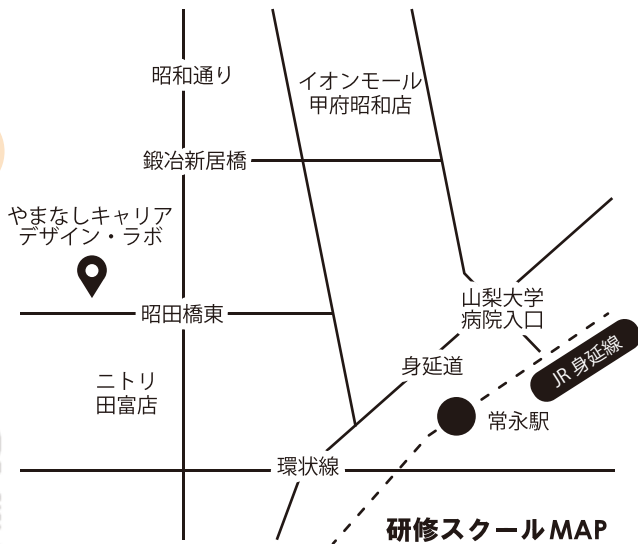 昭和通り
イオンモール
甲府昭和店
鍛冶新居橋
やまなしキャリア
デザイン・ラボ
昭田橋東
山梨大学
病院入口
JR 身延線
身延道
ニトリ
田富店
常永駅
環状線
研修スクールMAP